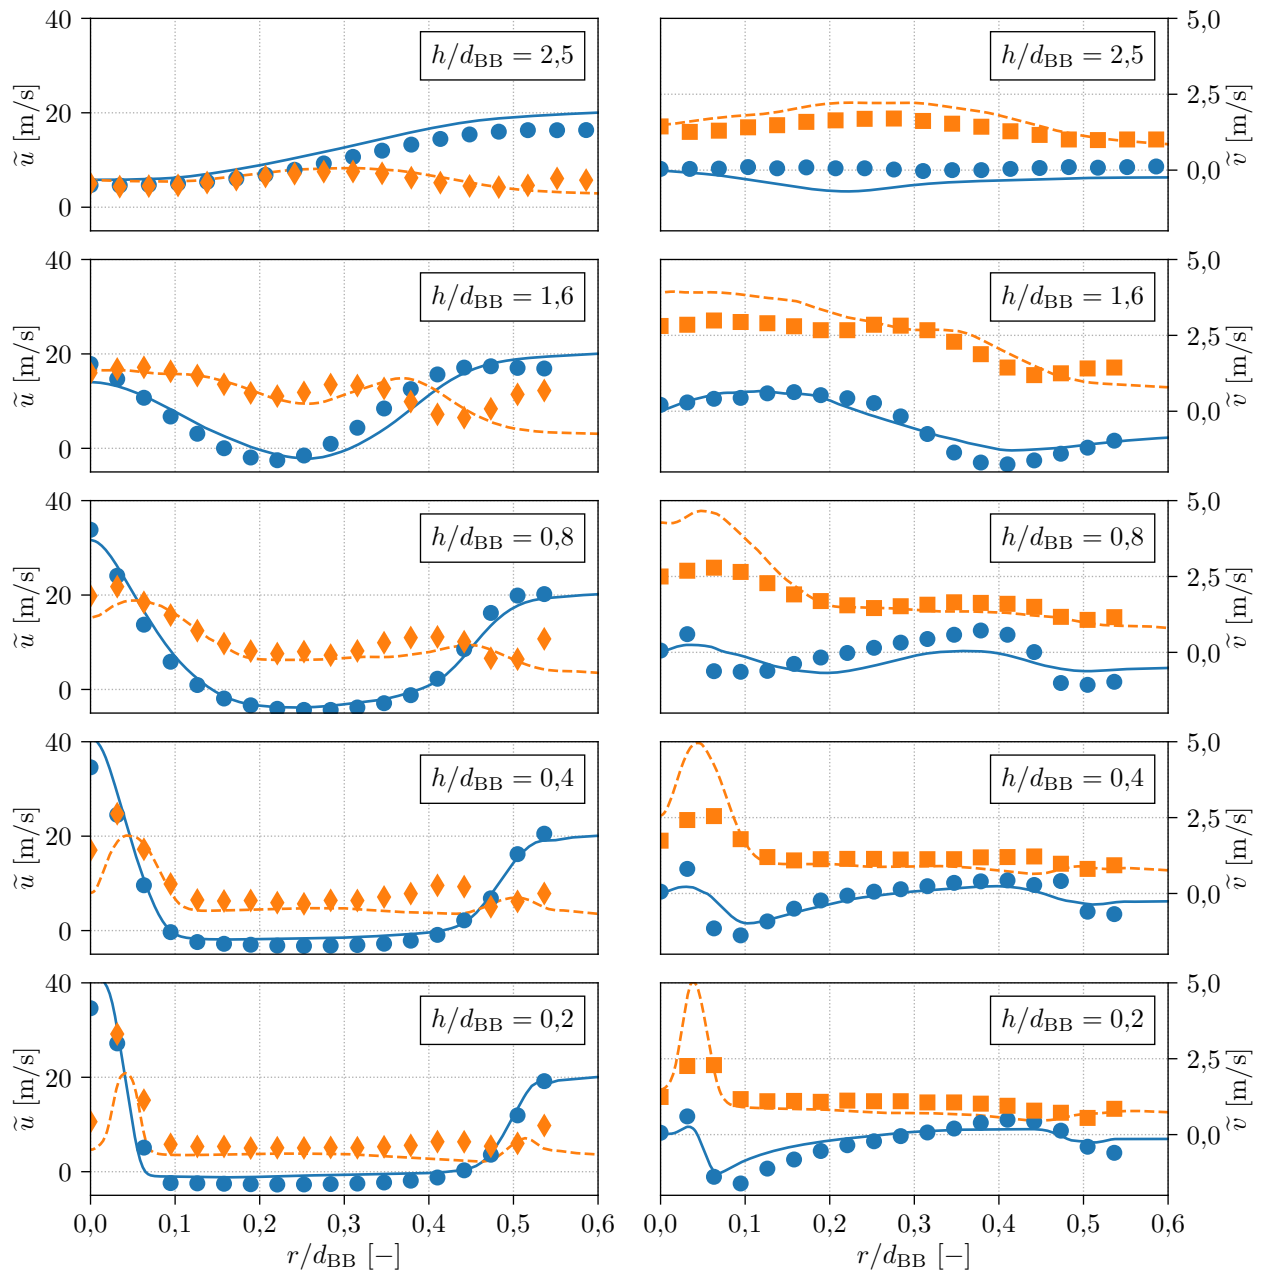 40
20
0
ũ [m/s]
h/d_BB = 2,5
5,0
2,5
0,0
ṽ [m/s]
h/d_BB = 2,5
40
20
0
ũ [m/s]
h/d_BB = 1,6
5,0
2,5
0,0
ṽ [m/s]
h/d_BB = 1,6
40
20
0
ũ [m/s]
h/d_BB = 0,8
5,0
2,5
0,0
ṽ [m/s]
h/d_BB = 0,8
40
20
0
ũ [m/s]
h/d_BB = 0,4
5,0
2,5
0,0
ṽ [m/s]
h/d_BB = 0,4
40
20
0
ũ [m/s]
h/d_BB = 0,2
5,0
2,5
0,0
ṽ [m/s]
h/d_BB = 0,2
0,0 0,1 0,2 0,3 0,4 0,5 0,6
r/d_BB [−]
0,0 0,1 0,2 0,3 0,4 0,5 0,6
r/d_BB [−]